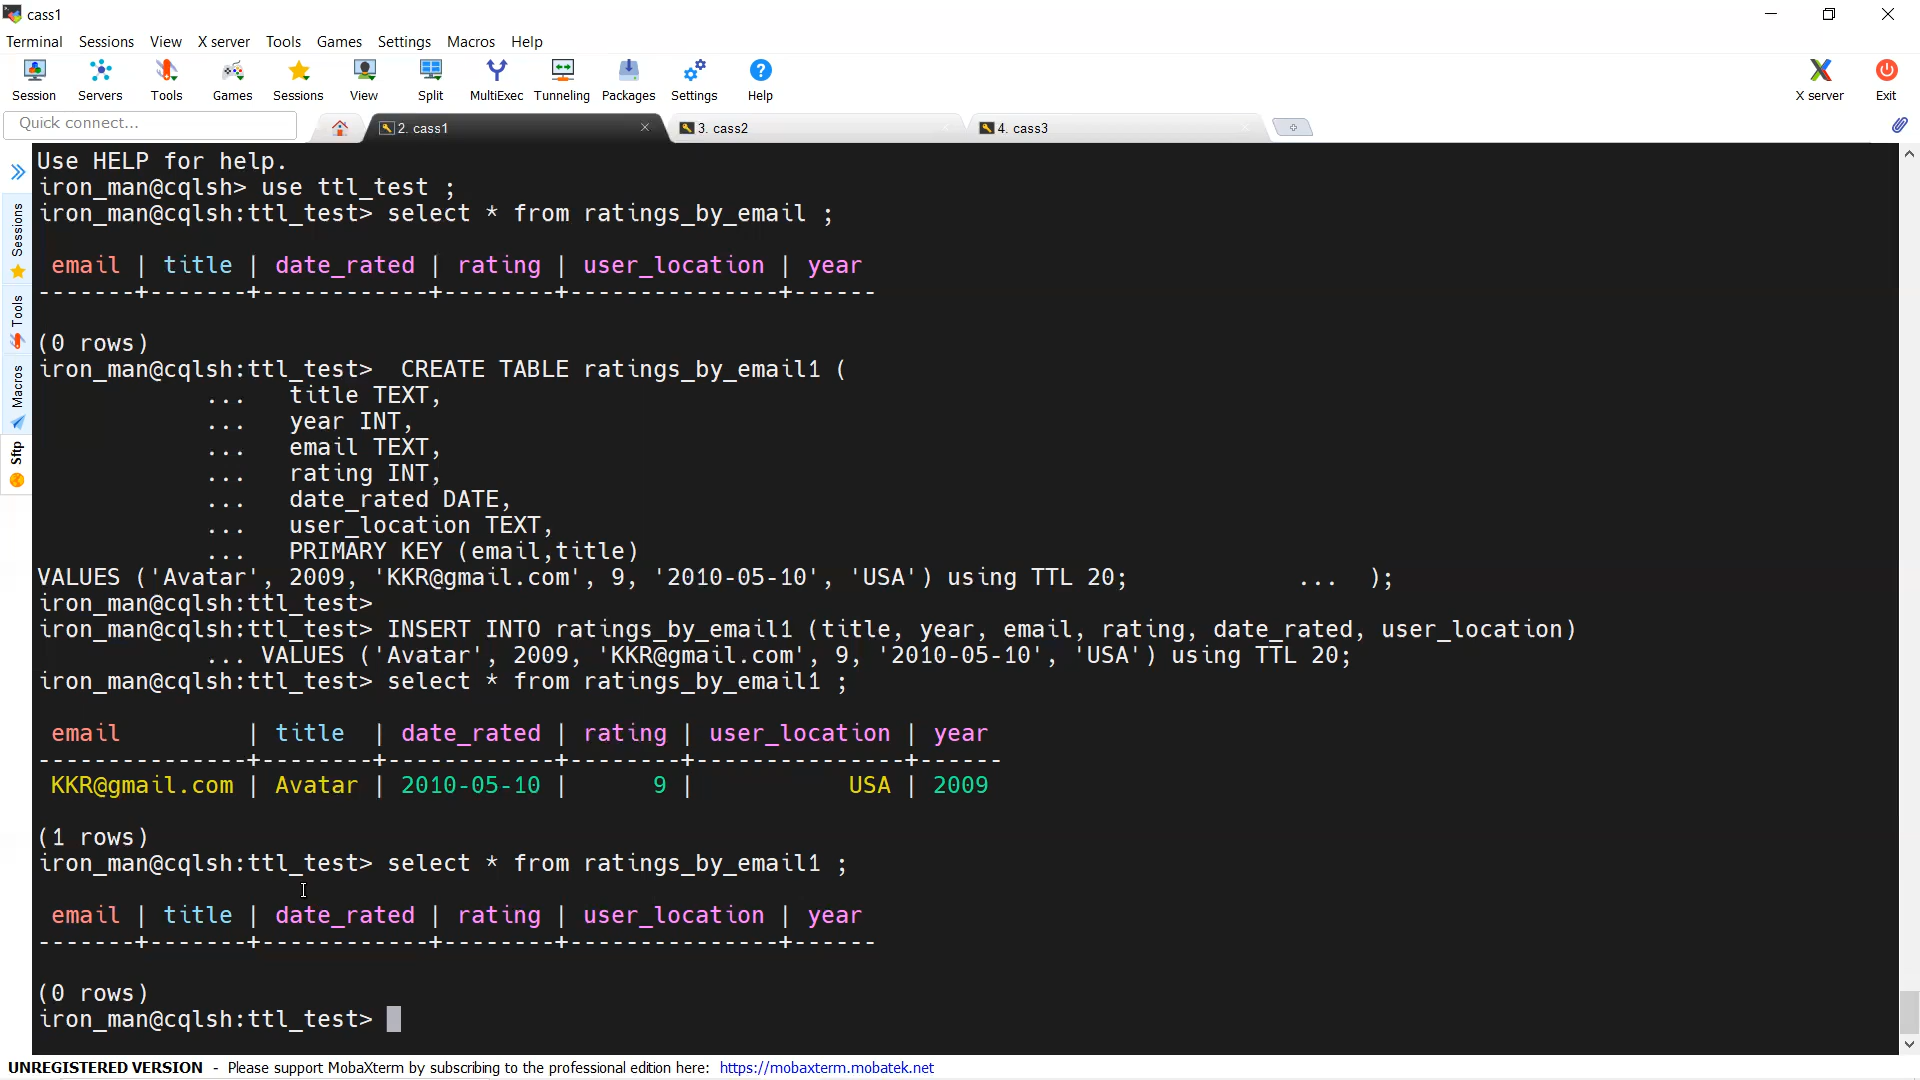 cass1
Terminal Sessions View X server Tools Games Settings Macros Help
Session Servers Tools Games Sessions View Split MultiExec Tunneling Packages Settings Help X server Exit
Quick connect... 2. cass1 3. cass2 4. cass3
Sessions
Tools
Macros
Sftp
Use HELP for help.
iron_man@cqlsh> use ttl_test ;
iron_man@cqlsh:ttl_test> select * from ratings_by_email ;
email | title | date_rated | rating | user_location | year
-------+-------+------------+--------+---------------+------
(0 rows)
iron_man@cqlsh:ttl_test>  CREATE TABLE ratings_by_email1 (
...   title TEXT,
...   year INT,
...   email TEXT,
...   rating INT,
...   date_rated DATE,
...   user_location TEXT,
...   PRIMARY KEY (email,title)
VALUES ('Avatar', 2009, 'KKR@gmail.com', 9, '2010-05-10', 'USA') using TTL 20;            ...  );
iron_man@cqlsh:ttl_test>
iron_man@cqlsh:ttl_test> INSERT INTO ratings_by_email1 (title, year, email, rating, date_rated, user_location)
... VALUES ('Avatar', 2009, 'KKR@gmail.com', 9, '2010-05-10', 'USA') using TTL 20;
iron_man@cqlsh:ttl_test> select * from ratings_by_email1 ;
email         | title  | date_rated | rating | user_location | year
---------------+--------+------------+--------+---------------+------
KKR@gmail.com | Avatar | 2010-05-10 |      9 |           USA | 2009
(1 rows)
iron_man@cqlsh:ttl_test> select * from ratings_by_email1 ;
email | title | date_rated | rating | user_location | year
-------+-------+------------+--------+---------------+------
(0 rows)
iron_man@cqlsh:ttl_test>
UNREGISTERED VERSION - Please support MobaXterm by subscribing to the professional edition here: https://mobaxterm.mobatek.net